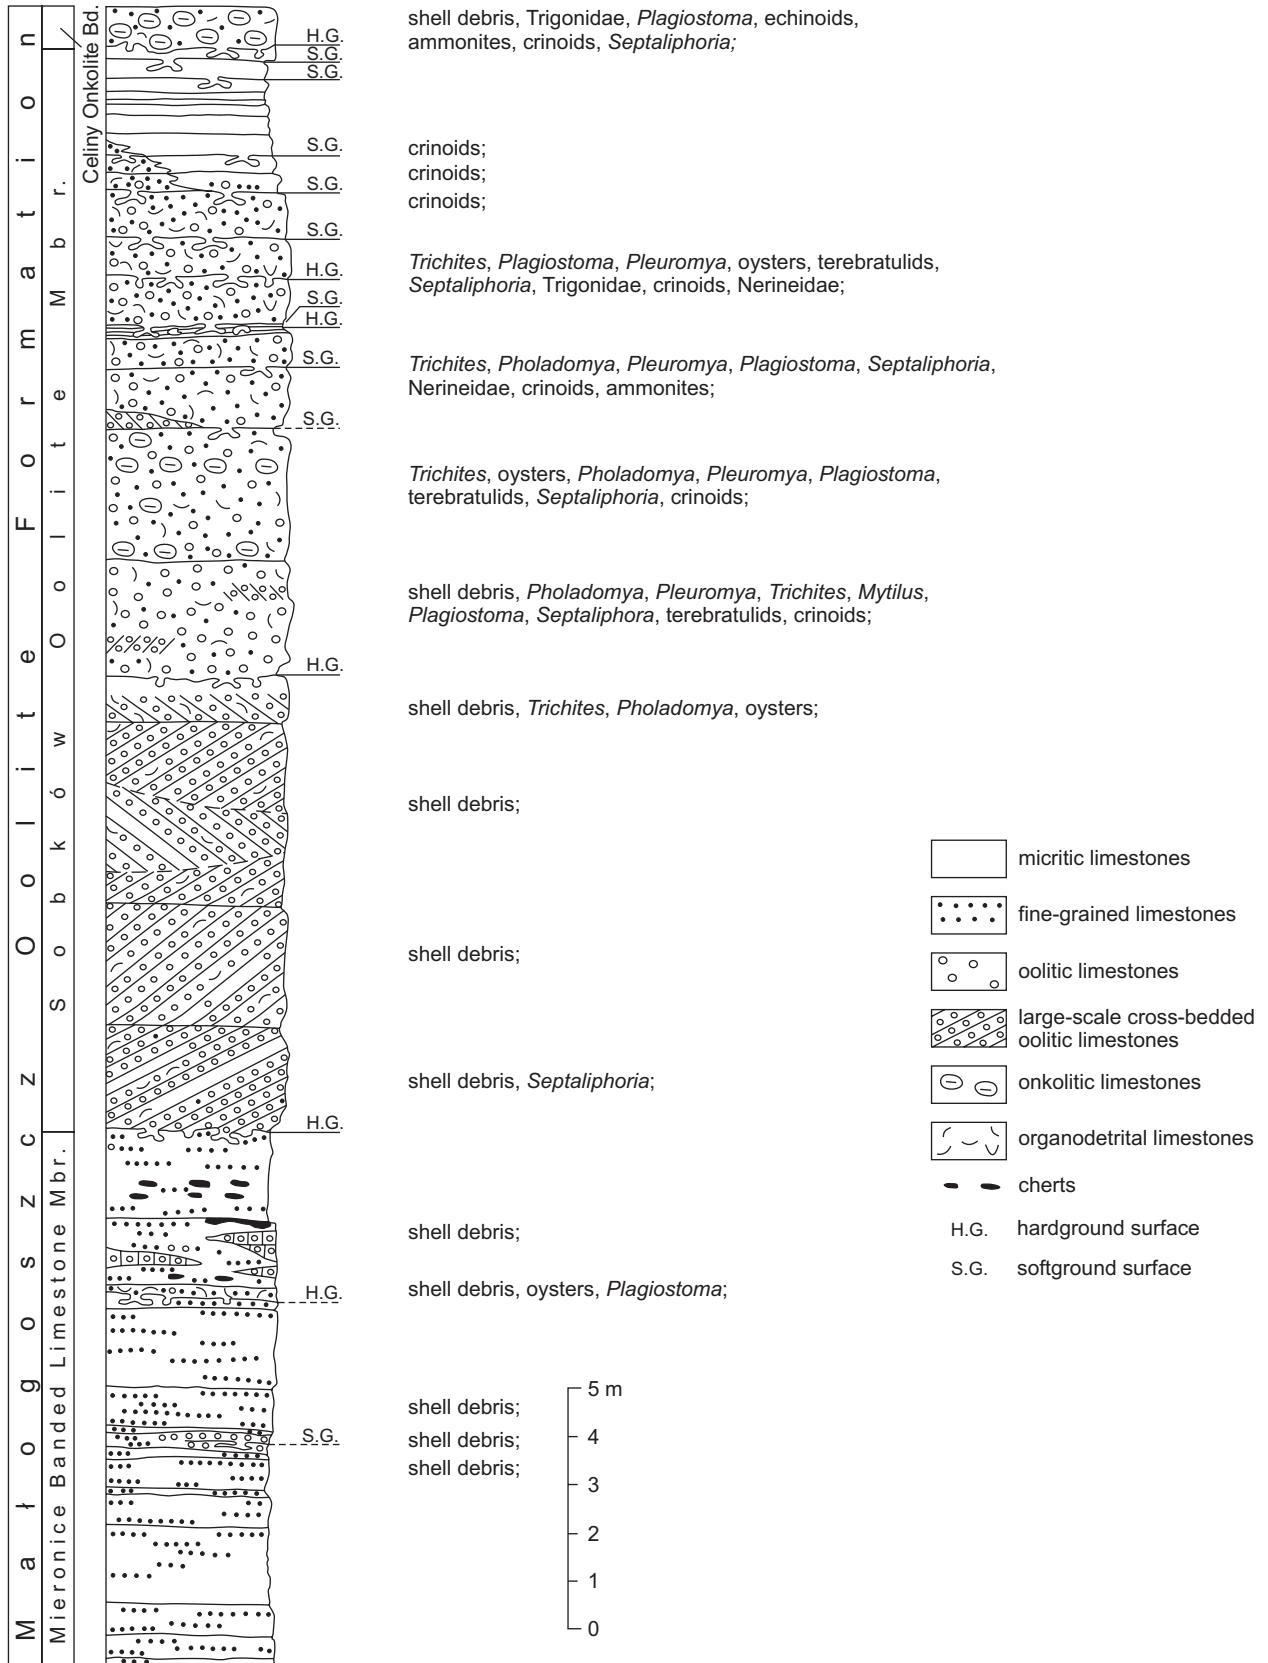 Małogoszcz Oolite Formation
Sobków Oolite Mbr.
Mieronice Banded Limestone Mbr.
Celiny Onkolite Bd.
shell debris, Trigonidae, Plagiostoma, echinoids,
ammonites, crinoids, Septaliphoria;
H.G.
S.G.
S.G.
S.G.
crinoids;
crinoids;
S.G.
crinoids;
S.G.
Trichites, Plagiostoma, Pleuromya, oysters, terebratulids,
H.G.
Septaliphoria, Trigonidae, crinoids, Nerineidae;
S.G.
H.G.
S.G.
Trichites, Pholadomya, Pleuromya, Plagiostoma, Septaliphoria,
Nerineidae, crinoids, ammonites;
S.G.
Trichites, oysters, Pholadomya, Pleuromya, Plagiostoma,
terebratulids, Septaliphoria, crinoids;
shell debris, Pholadomya, Pleuromya, Trichites, Mytilus,
Plagiostoma, Septaliphora, terebratulids, crinoids;
H.G.
shell debris, Trichites, Pholadomya, oysters;
shell debris;
shell debris;
shell debris, Septaliphoria;
H.G.
shell debris;
H.G.
shell debris, oysters, Plagiostoma;
shell debris;
S.G.
shell debris;
shell debris;
5 m
4
3
2
1
0
micritic limestones
fine-grained limestones
oolitic limestones
large-scale cross-bedded
oolitic limestones
onkolitic limestones
organodetrital limestones
cherts
H.G. hardground surface
S.G. softground surface